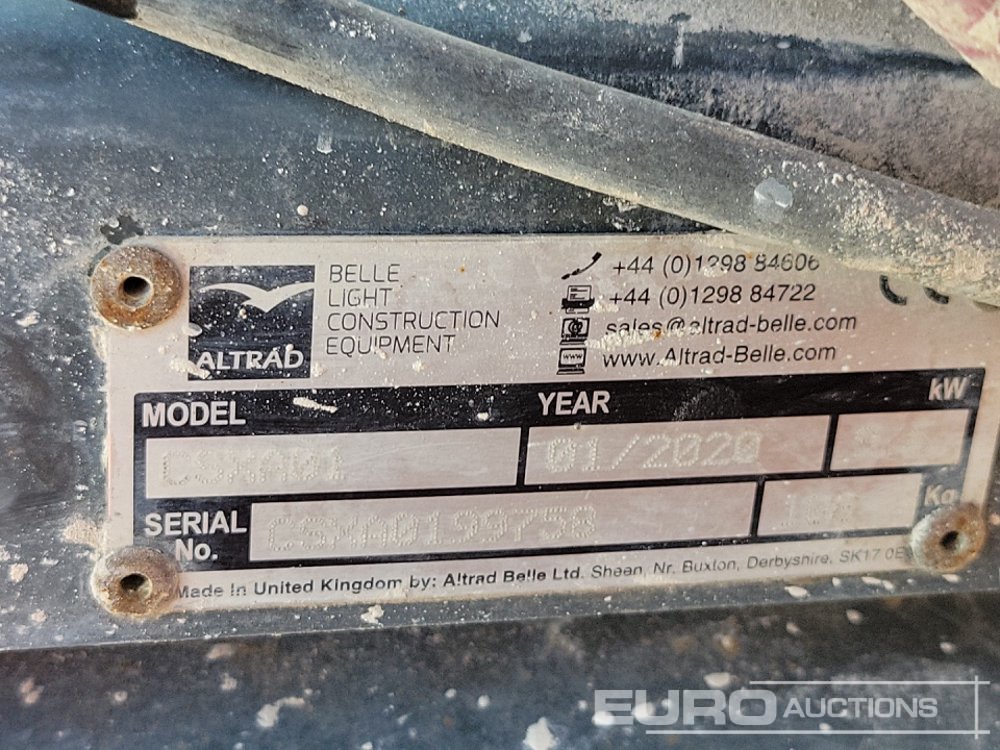 ALTRAD
BELLE
LIGHT
CONSTRUCTION
EQUIPMENT
+44 (0)1298 84606
+44 (0)1298 84722
sales@altrad-belle.com
www.Altrad-Belle.com
CE
MODEL YEAR kW
CSXA01 01/2020
SERIAL No. CSXA0199758 Kg
Made in United Kingdom by: Altrad Belle Ltd. Sheen, Nr. Buxton, Derbyshire. SK17
EURO AUCTIONS